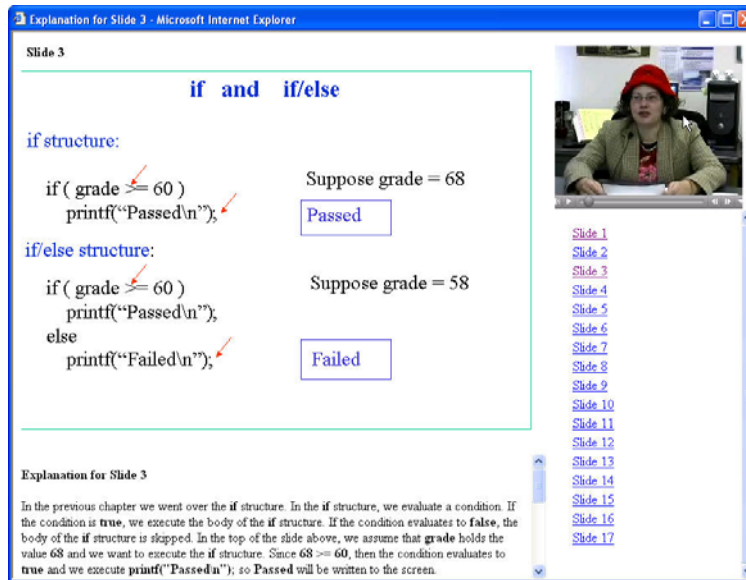 Explanation for Slide 3 - Microsoft Internet Explorer
Slide 3
if and if/else
if structure:
if ( grade >= 60 )
printf(“Passed\n”);
Suppose grade = 68
Passed
if/else structure:
if ( grade >= 60 )
printf(“Passed\n”);
else
printf(“Failed\n”);
Suppose grade = 58
Failed
Explanation for Slide 3
In the previous chapter we went over the if structure. In the if structure, we evaluate a condition. If
the condition is true, we execute the body of the if structure. If the condition evaluates to false, the
body of the if structure is skipped. In the top of the slide above, we assume that grade holds the
value 68 and we want to execute the if structure. Since 68 >= 60, then the condition evaluates to
true and we execute printf("Passed\n"); so Passed will be written to the screen.
Slide 1
Slide 2
Slide 3
Slide 4
Slide 5
Slide 6
Slide 7
Slide 8
Slide 9
Slide 10
Slide 11
Slide 12
Slide 13
Slide 14
Slide 15
Slide 16
Slide 17